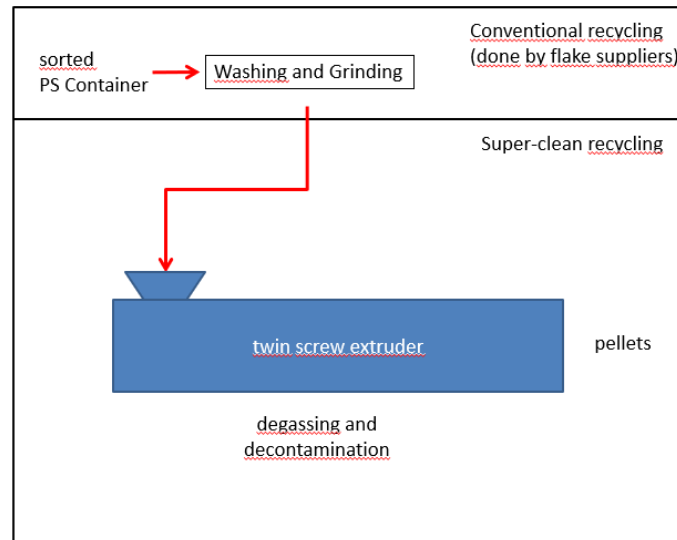 Conventional recycling
(done by flake suppliers)
sorted
PS Container
Washing and Grinding
Super-clean recycling
twin screw extruder
pellets
degassing and
decontamination